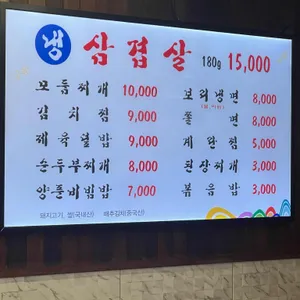 냉 삼겹살 180g 15,000
모둠찌개 10,000
김치찜 9,000
제육덮밥 9,000
순두부찌개 8,000
양푼비빔밥 7,000
보리냉면 8,000
쫄면 8,000
계란찜 5,000
된장찌개 3,000
볶음밥 3,000
돼지고기, 쌀(국내산) 배추김치(중국산)